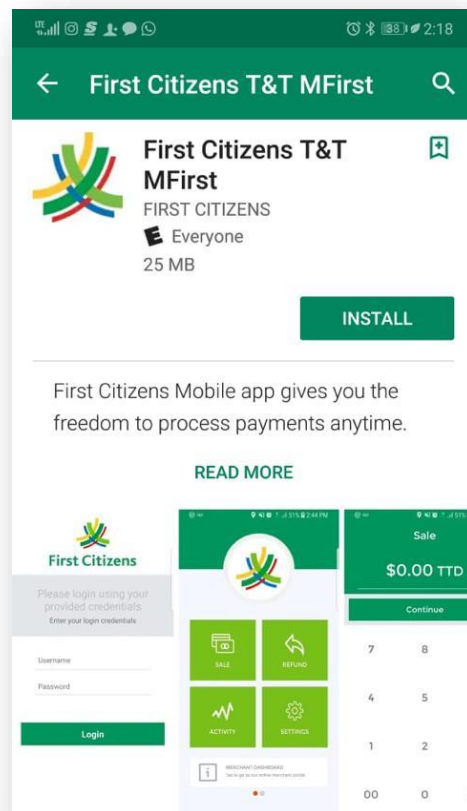 38 2:18
First Citizens T&T MFirst
First Citizens T&T
MFirst
FIRST CITIZENS
E Everyone
25 MB
INSTALL
First Citizens Mobile app gives you the
freedom to process payments anytime.
READ MORE
First Citizens
Please login using your
provided credentials
Enter your login credentials
Username
Password
Login
51% 2:44 PM
SALE
REFUND
ACTIVITY
SETTINGS
MERCHANT DASHBOARD
51%
Sale
$0.00 TTD
Continue
7 8
4 5
1 2
00 0